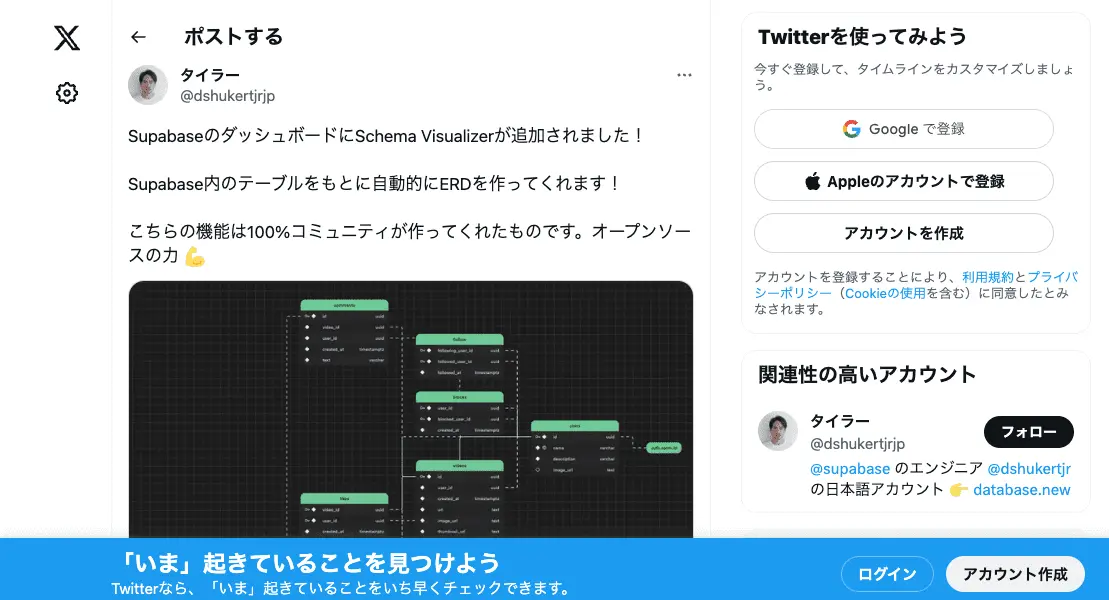 ポストする
タイラー
@dshukertjrjp
SupabaseのダッシュボードにSchema Visualizerが追加されました！
Supabase内のテーブルをもとに自動的にERDを作ってくれます！
こちらの機能は100%コミュニティが作ってくれたものです。オープンソー
スの力 💪
comments
id uuid
video_id uuid
user_id uuid
created_at timestamptz
text varchar
follow
following_user_id uuid
followed_user_id uuid
followed_at timestamptz
user_id uuid
blocked_user_id uuid
created_at timestamptz
users
id uuid
name varchar
description varchar
image_url text
videos
id uuid
user_id uuid
created_at timestamptz
url text
image_url text
thumbnail_url text
likes
video_id uuid
user_id uuid
created_at timestamptz
Twitterを使ってみよう
今すぐ登録して、タイムラインをカスタマイズしましょ
う。
Google で登録
Appleのアカウントで登録
アカウントを作成
アカウントを登録することにより、利用規約とプライバ
シーポリシー（Cookieの使用を含む）に同意したとみ
なされます。
関連性の高いアカウント
タイラー
@dshukertjrjp
フォロー
@supabase のエンジニア @dshukertjr
の日本語アカウント 👉 database.new
「いま」起きていることを見つけよう
Twitterなら、「いま」起きていることをいち早くチェックできます。
ログイン
アカウント作成